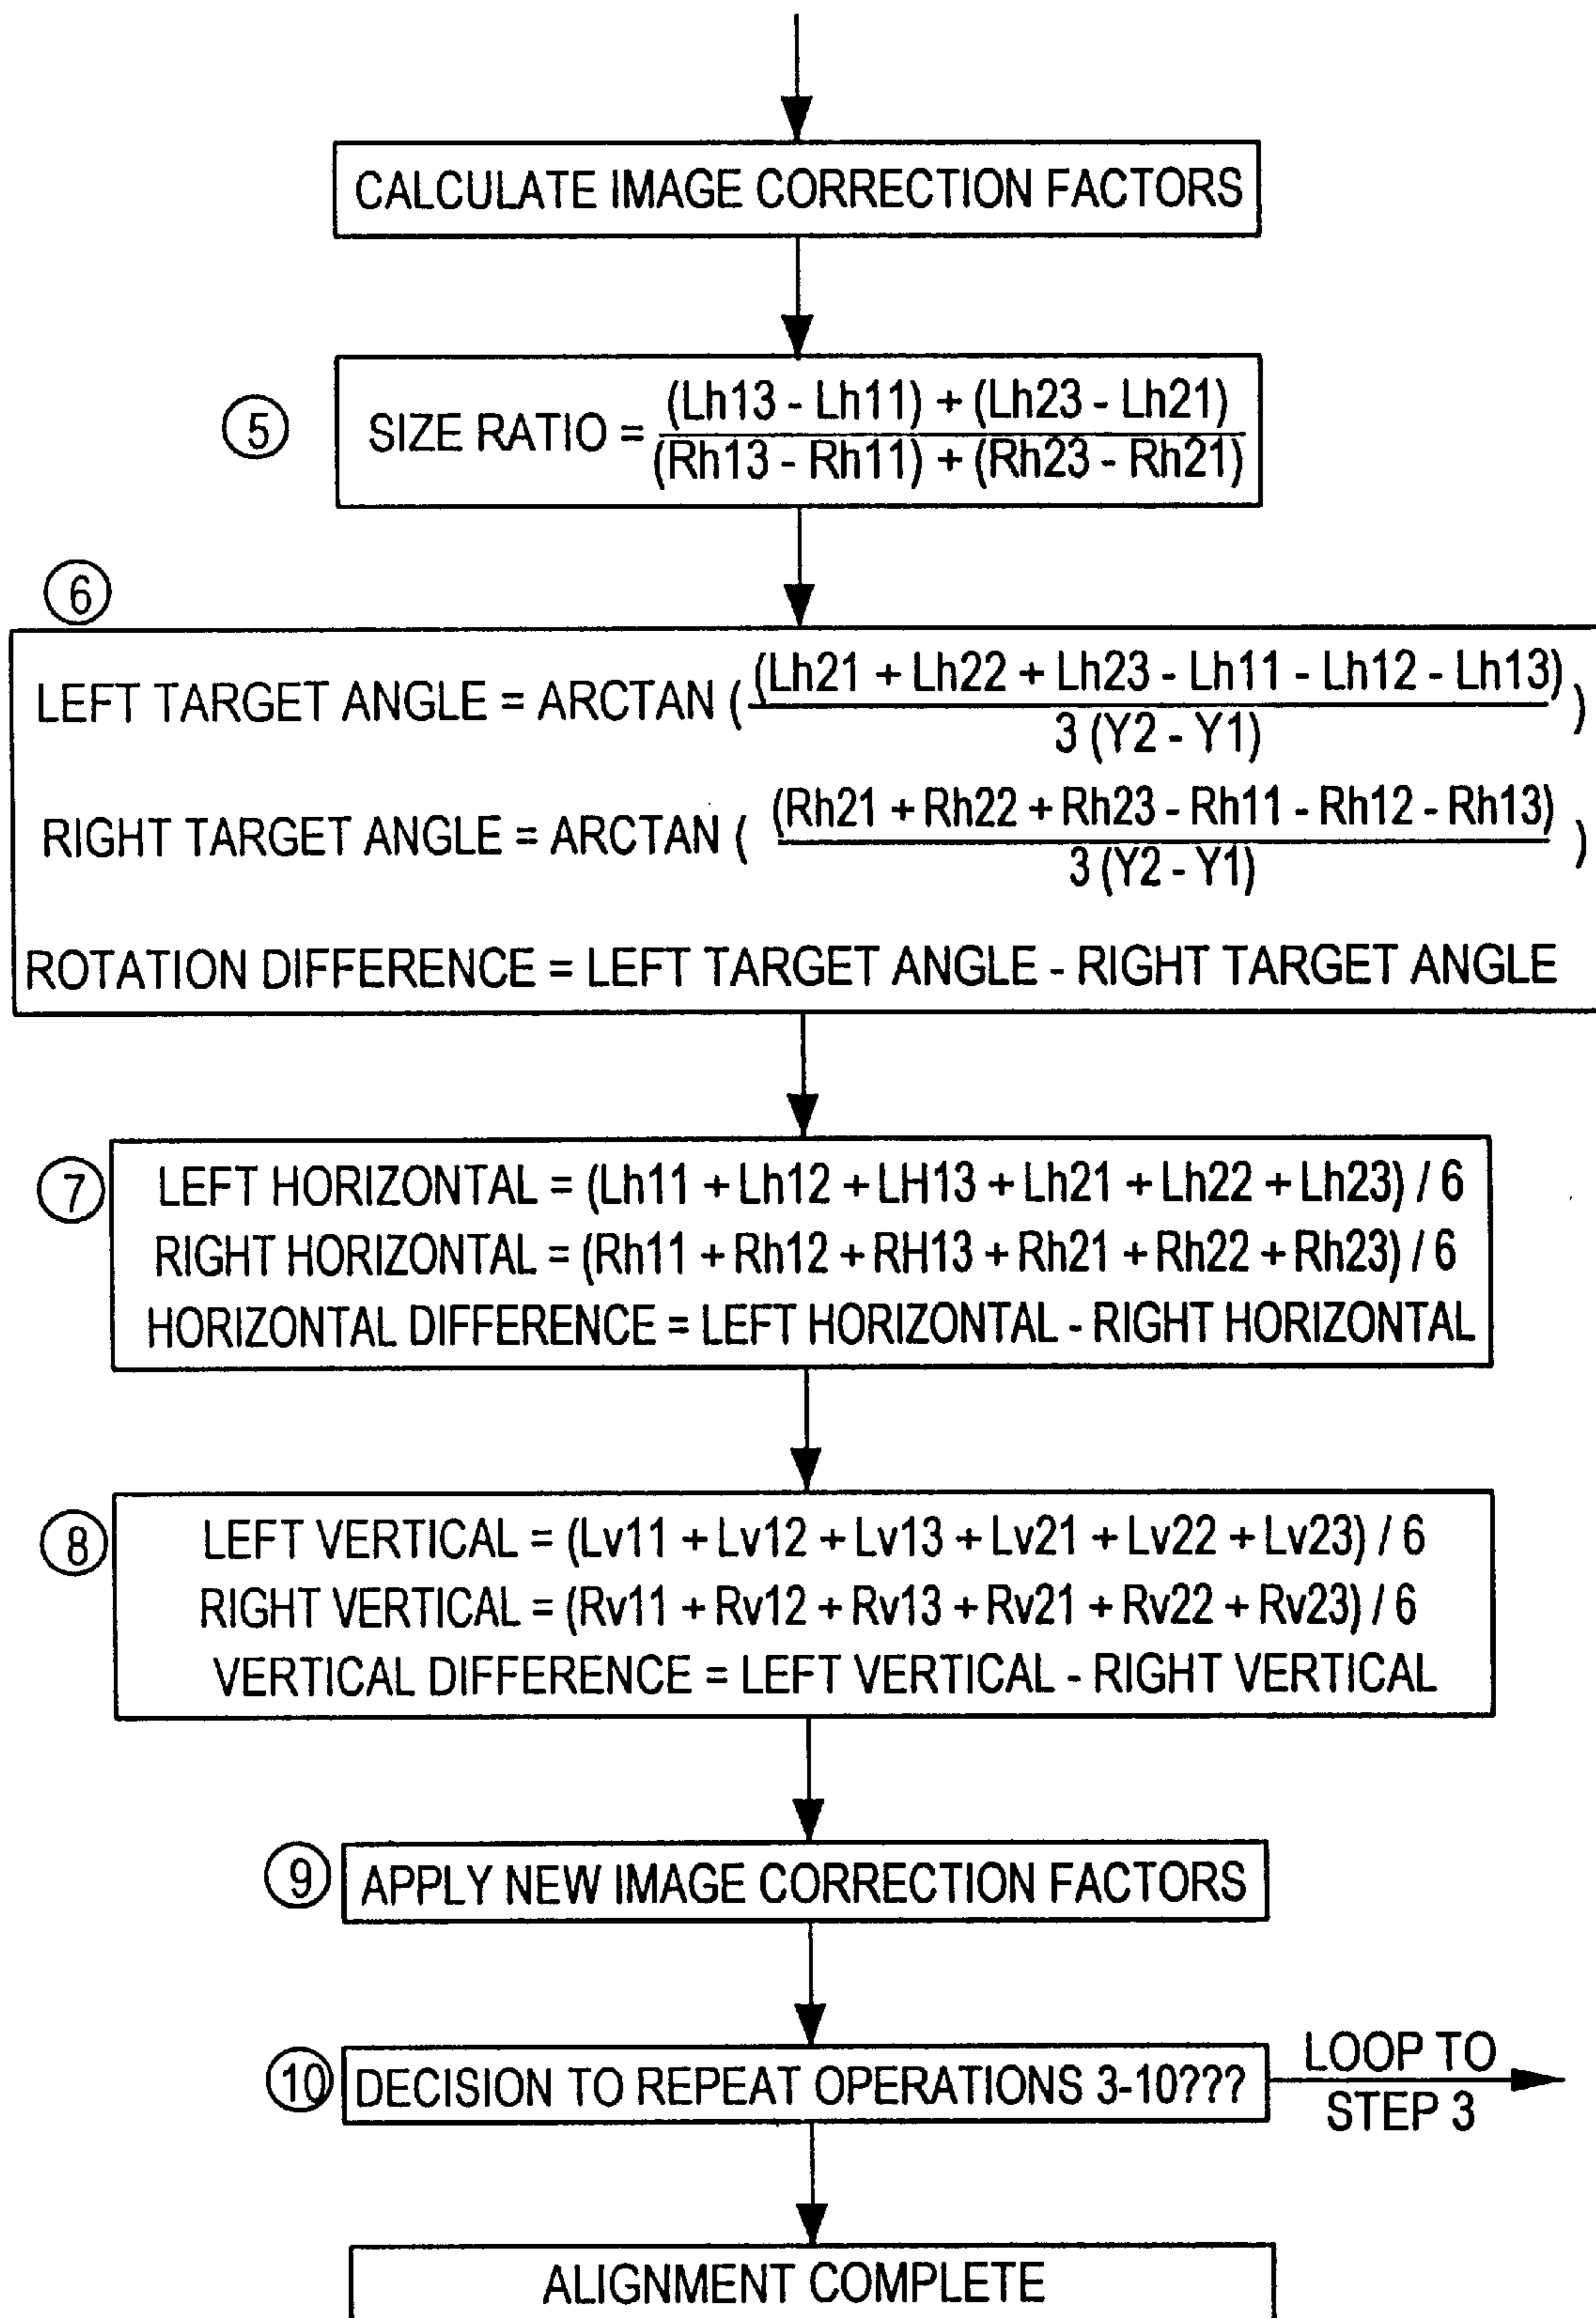 CALCULATE IMAGE CORRECTION FACTORS
5
SIZE RATIO = (Lh13 - Lh11) + (Lh23 - Lh21)
(Rh13 - Rh11) + (Rh23 - Rh21)
6
LEFT TARGET ANGLE = ARCTAN ( (Lh21 + Lh22 + Lh23 - Lh11 - Lh12 - Lh13) )
3 (Y2 - Y1)
RIGHT TARGET ANGLE = ARCTAN ( (Rh21 + Rh22 + Rh23 - Rh11 - Rh12 - Rh13) )
3 (Y2 - Y1)
ROTATION DIFFERENCE = LEFT TARGET ANGLE - RIGHT TARGET ANGLE
7
LEFT HORIZONTAL = (Lh11 + Lh12 + LH13 + Lh21 + Lh22 + Lh23) / 6
RIGHT HORIZONTAL = (Rh11 + Rh12 + RH13 + Rh21 + Rh22 + Rh23) / 6
HORIZONTAL DIFFERENCE = LEFT HORIZONTAL - RIGHT HORIZONTAL
8
LEFT VERTICAL = (Lv11 + Lv12 + Lv13 + Lv21 + Lv22 + Lv23) / 6
RIGHT VERTICAL = (Rv11 + Rv12 + Rv13 + Rv21 + Rv22 + Rv23) / 6
VERTICAL DIFFERENCE = LEFT VERTICAL - RIGHT VERTICAL
9
APPLY NEW IMAGE CORRECTION FACTORS
10
DECISION TO REPEAT OPERATIONS 3-10???
LOOP TO
STEP 3
ALIGNMENT COMPLETE